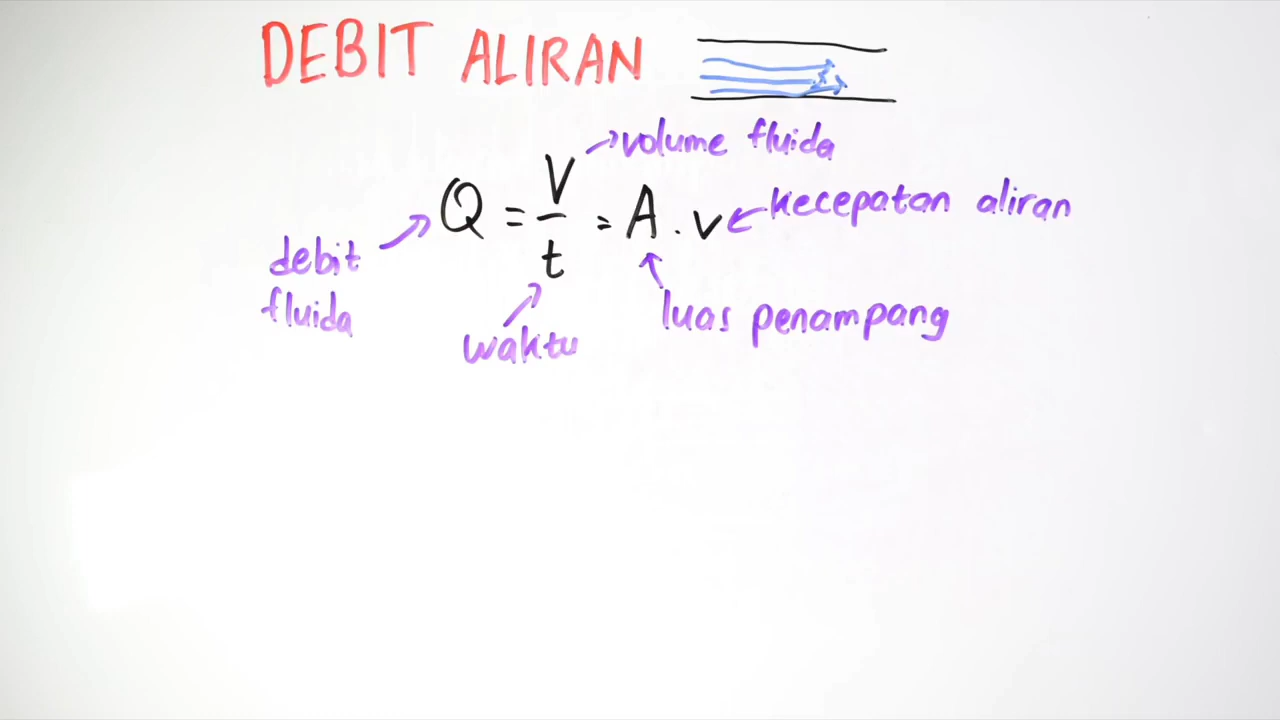 DEBIT ALIRAN
volume fluida
Q = V/t = A . v
kecepatan aliran
debit
fluida
waktu
luas penampang